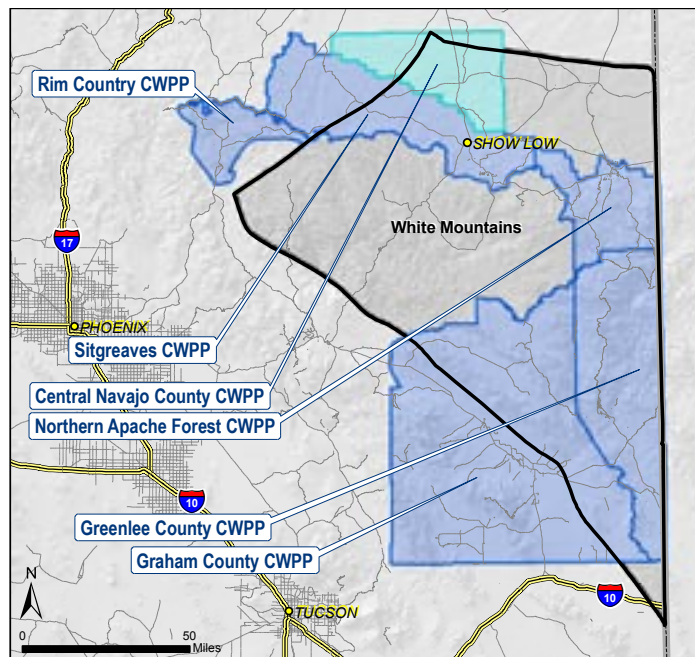 Rim Country CWPP
SHOW LOW
White Mountains
17
PHOENIX
Sitgreaves CWPP
Central Navajo County CWPP
Northern Apache Forest CWPP
10
Greenlee County CWPP
Graham County CWPP
N
10
TUCSON
0 50
Miles